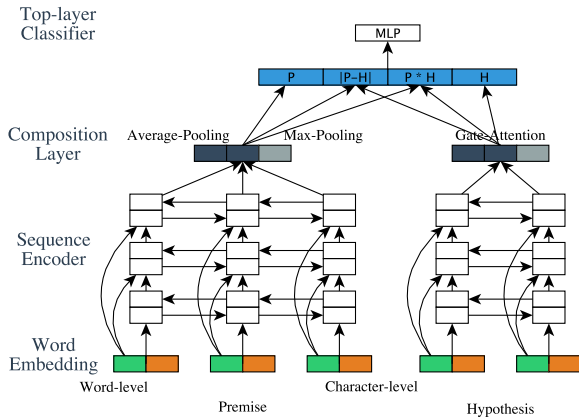 Top-layer
Classifier
MLP
P |P-H| P * H H
Composition
Layer
Average-Pooling Max-Pooling Gate-Attention
Sequence
Encoder
Word
Embedding
Word-level Character-level
Premise Hypothesis